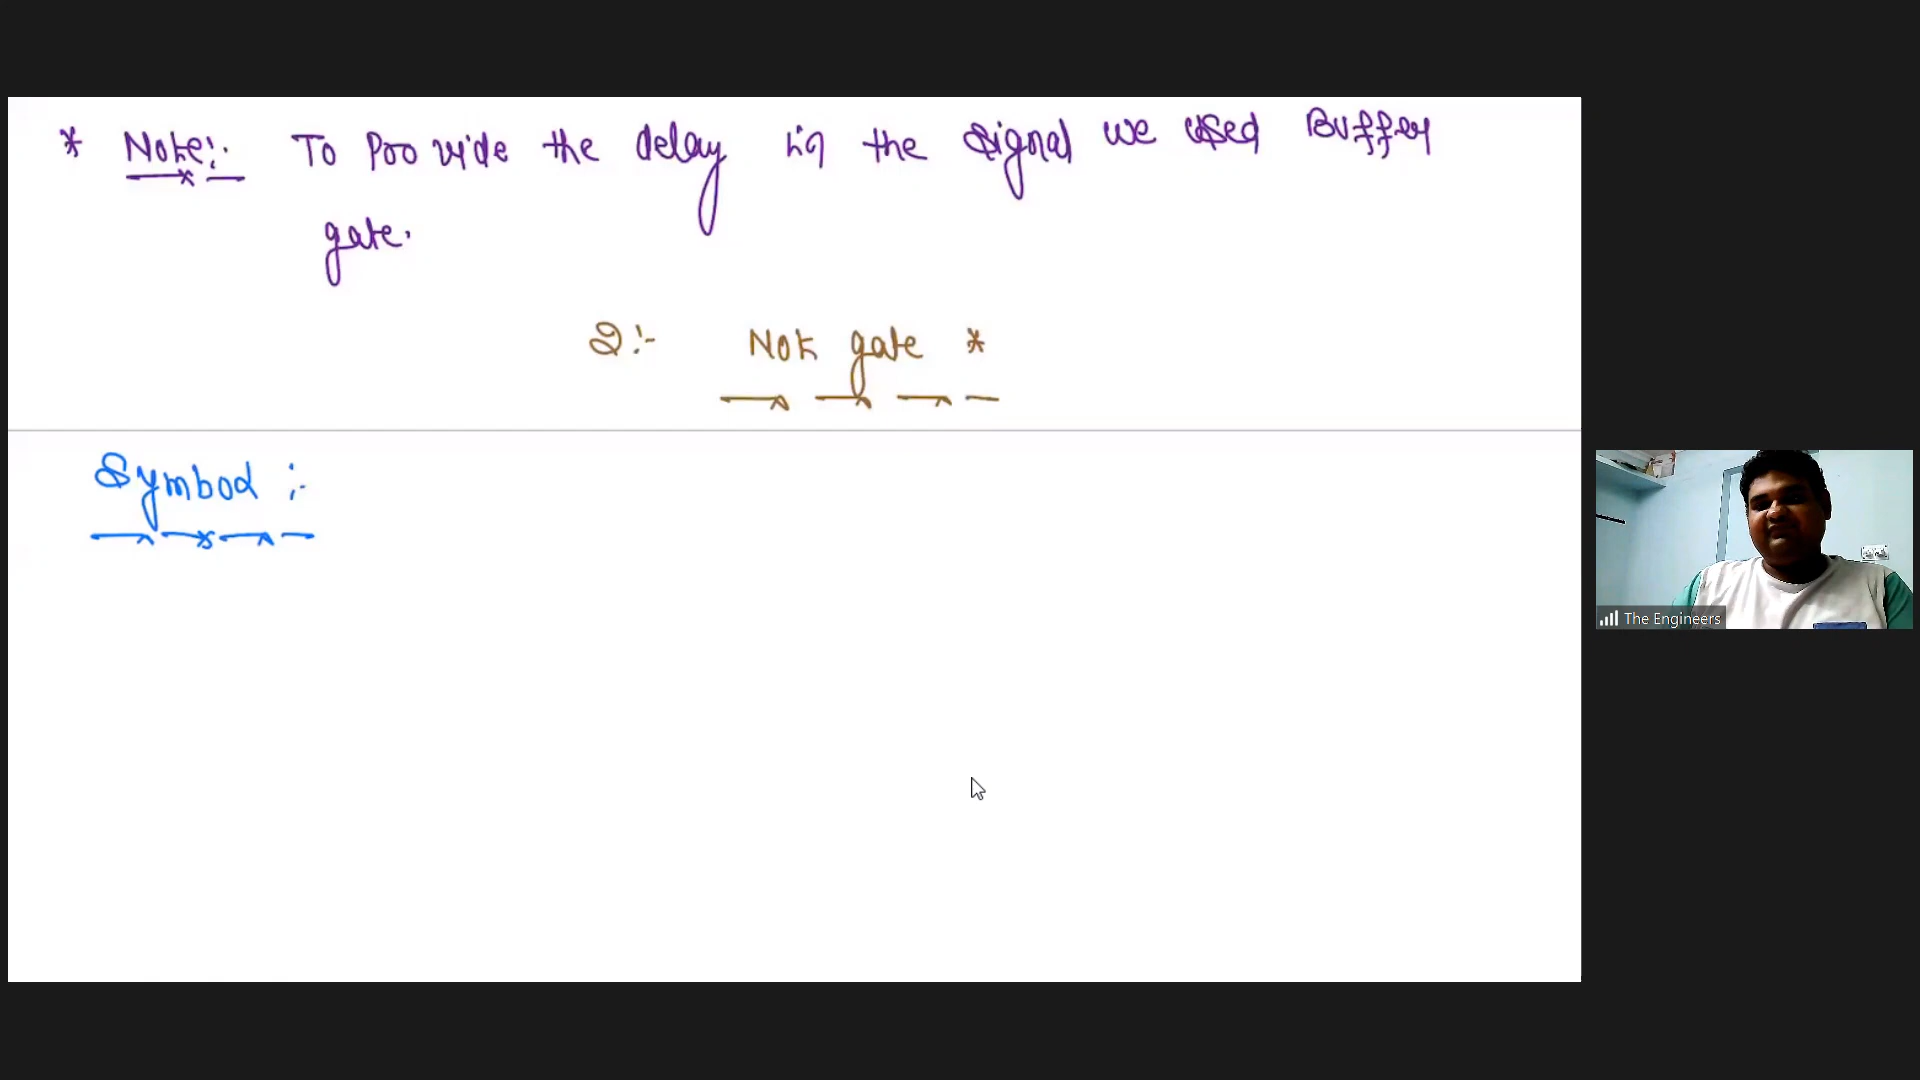 * Note:- To Provide the delay in the signal we used Buffer
gate.
2:- Not gate *
Symbol :-
The Engineers